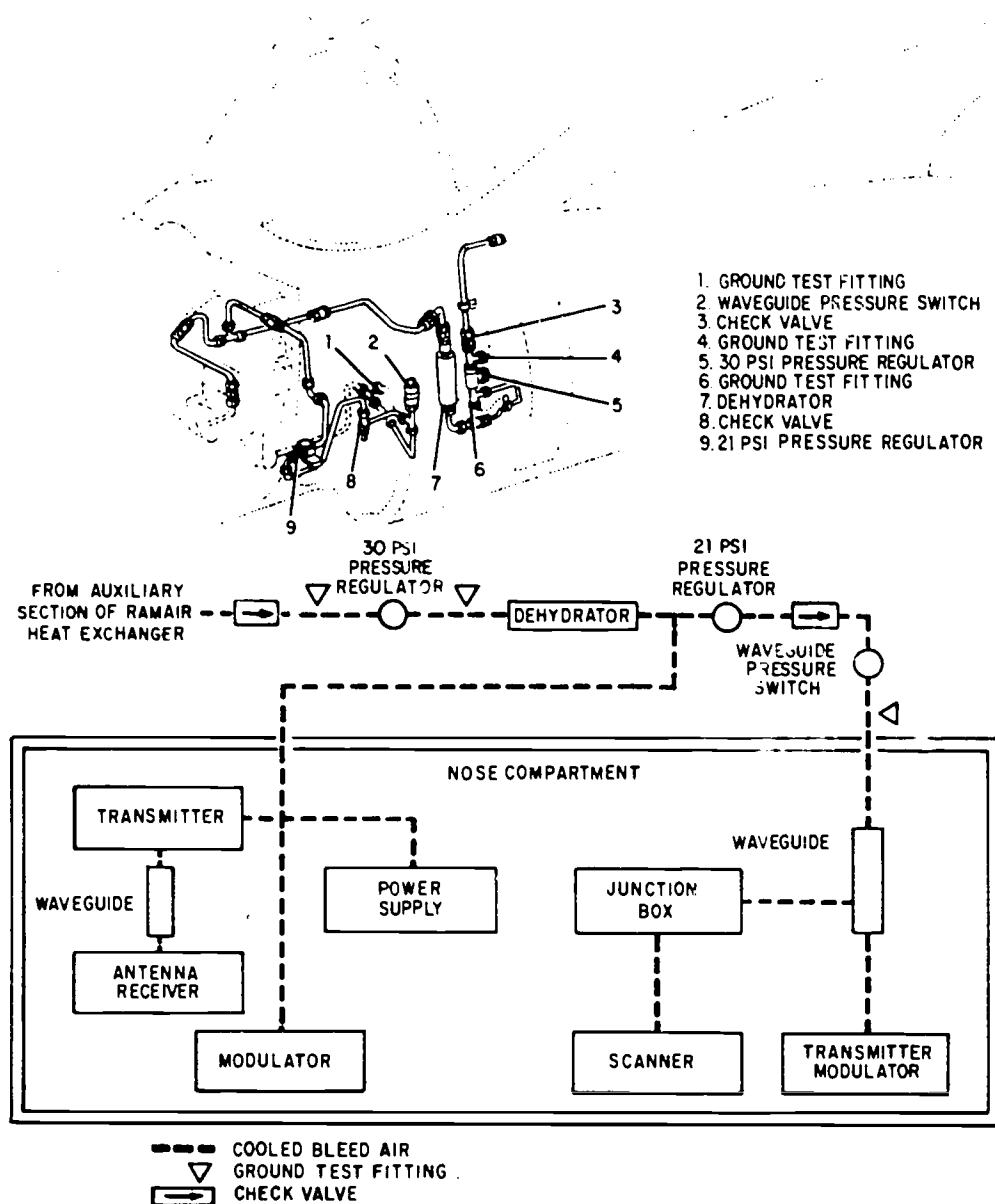 1. GROUND TEST FITTING
2. WAVEGUIDE PRESSURE SWITCH
3. CHECK VALVE
4. GROUND TEST FITTING
5. 30 PSI PRESSURE REGULATOR
6. GROUND TEST FITTING
7. DEHYDRATOR
8. CHECK VALVE
9. 21 PSI PRESSURE REGULATOR
1
2
3
4
5
6
7
8
9
FROM AUXILIARY
SECTION OF RAMAIR
HEAT EXCHANGER
30 PSI
PRESSURE
REGULATOR
DEHYDRATOR
21 PSI
PRESSURE
REGULATOR
WAVEGUIDE
PRESSURE
SWITCH
NOSE COMPARTMENT
TRANSMITTER
WAVEGUIDE
ANTENNA
RECEIVER
POWER
SUPPLY
MODULATOR
JUNCTION
BOX
WAVEGUIDE
SCANNER
TRANSMITTER
MODULATOR
COOLED BLEED AIR
GROUND TEST FITTING
CHECK VALVE